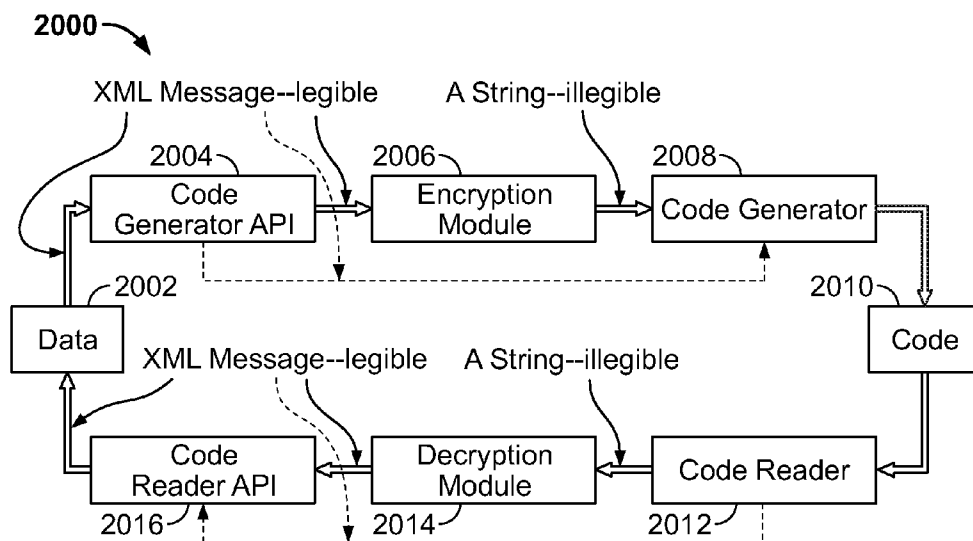 2000
XML Message--legible
A String--illegible
2004
2006
2008
Code
Generator API
Encryption
Module
Code Generator
2002
2010
Data
Code
XML Message--legible
A String--illegible
Code
Reader API
Decryption
Module
Code Reader
2016
2014
2012